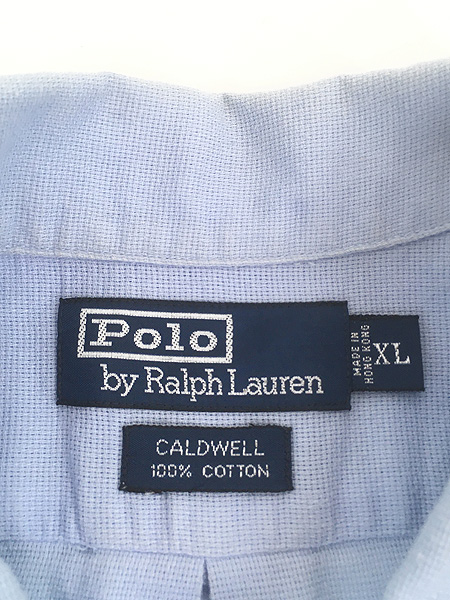 Polo
by Ralph Lauren
MADE IN
HONG KONG
XL
CALDWELL
100% COTTON